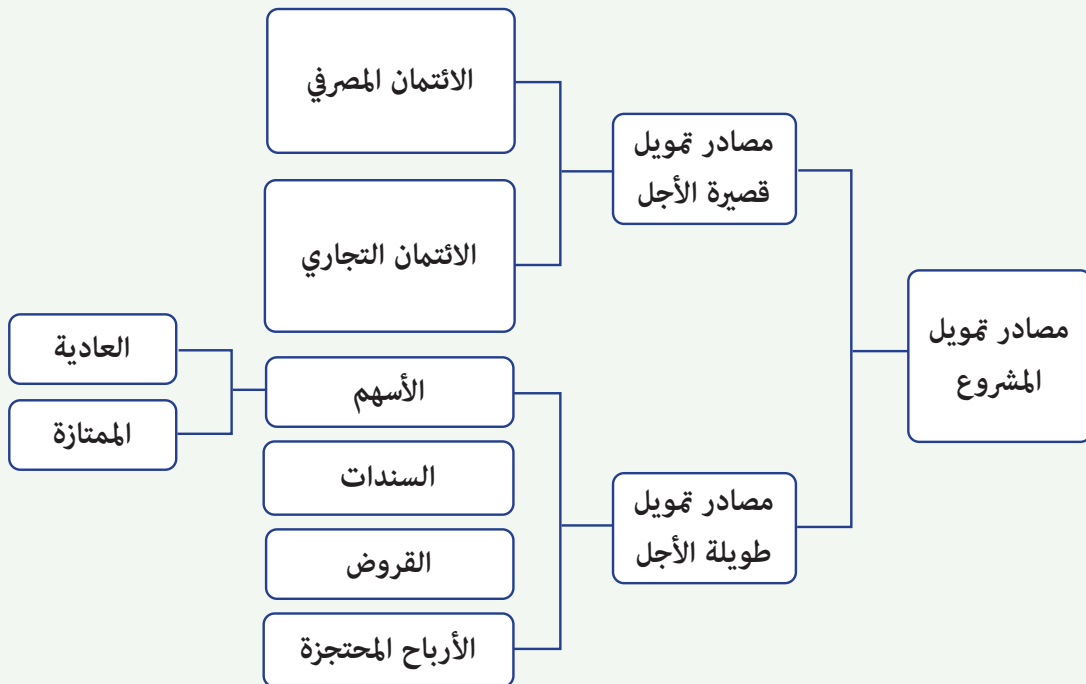 مصادر تمويل
المشروع
مصادر تمويل
قصيرة الأجل
الائتمان المصرفي
الائتمان التجاري
مصادر تمويل
طويلة الأجل
الأسهم
العادية
الممتازة
السندات
القروض
الأرباح المحتجزة